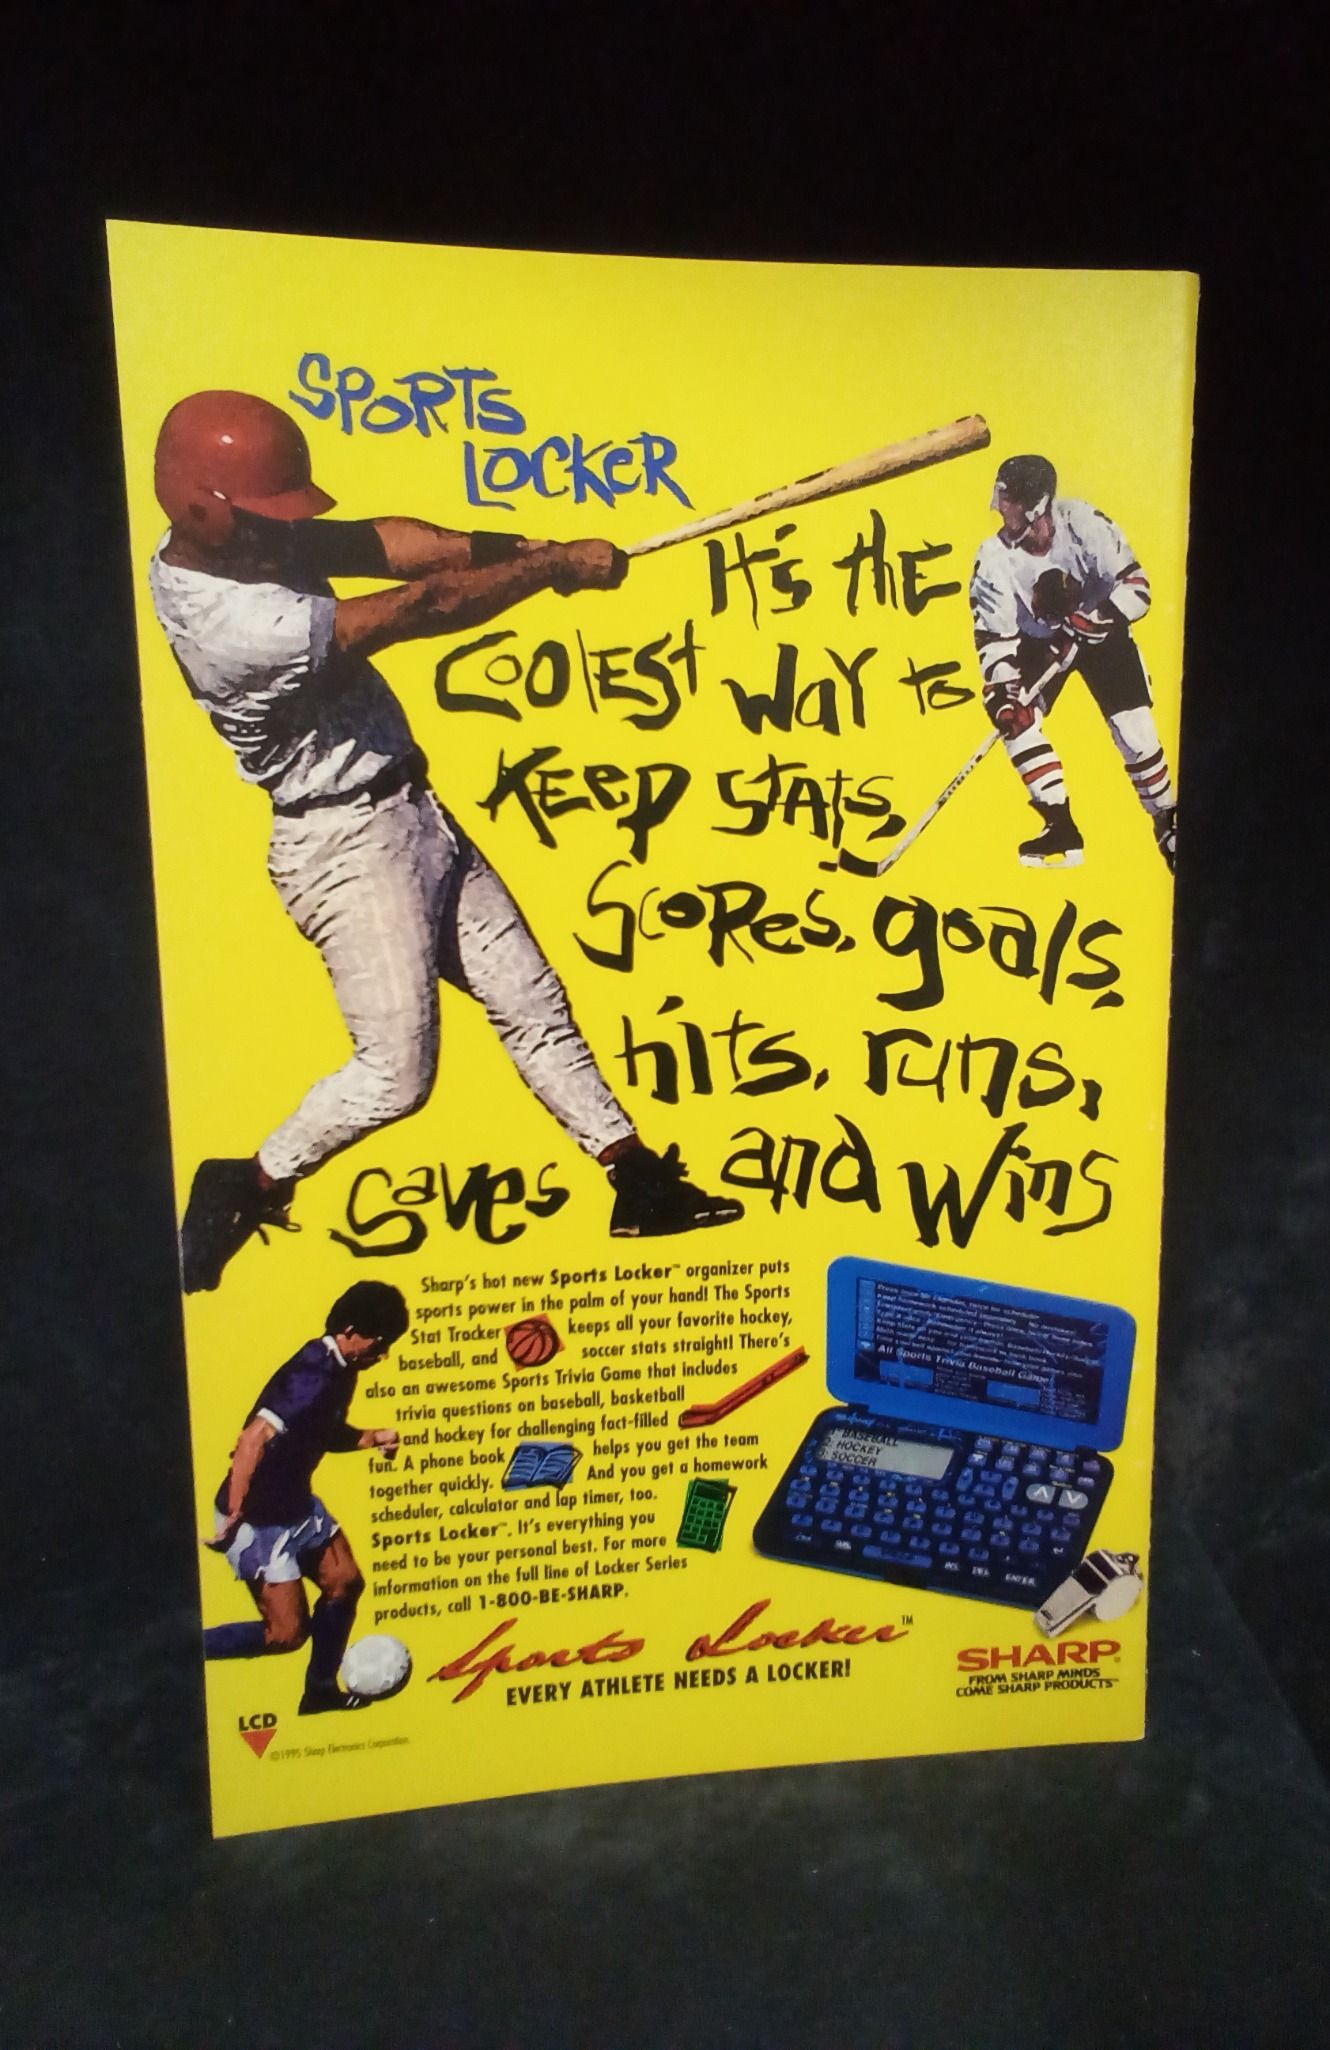 SPORTS
LOCKER
It's the
Coolest way to
Keep stats,
Scores, goals,
hits, runs,
Saves and Wins
Sharp's hot new Sports Locker™ organizer puts
sports power in the palm of your hand! The Sports
Stat Tracker keeps all your favorite hockey,
baseball, and soccer stats straight! There's
also an awesome Sports Trivia Game that includes
trivia questions on baseball, basketball
and hockey for challenging fact-filled
fun. A phone book helps you get the team
together quickly. And you get a homework
scheduler, calculator and lap timer, too.
Sports Locker™. It's everything you
need to be your personal best. For more
information on the full line of Locker Series
products, call 1-800-BE-SHARP.
All Sports Trivia Baseball Game
1: BASEBALL
2: HOCKEY
3: SOCCER
DEL
ENTER
Sports Locker™
EVERY ATHLETE NEEDS A LOCKER!
SHARP®
FROM SHARP MINDS
COME SHARP PRODUCTS™
LCD
©1995 Sharp Electronics Corporation